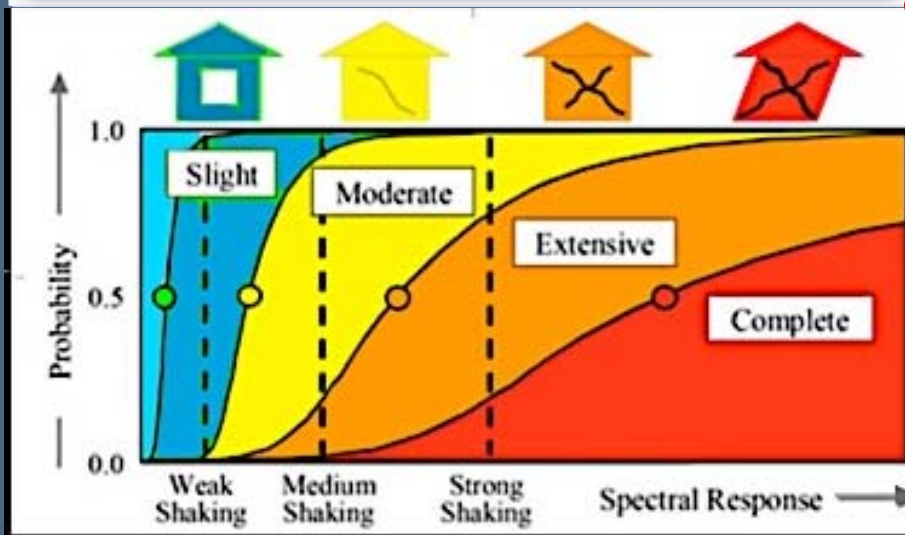 1.0
Slight
Moderate
Extensive
Probability
0.5
Complete
0.0
Weak
Shaking
Medium
Shaking
Strong
Shaking
Spectral Response